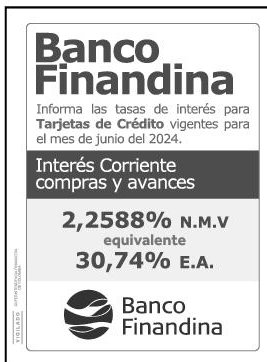 Banco
Finandina
Informa las tasas de interés para
Tarjetas de Crédito vigentes para
el mes de junio del 2024.
Interés Corriente
compras y avances
2,2588% N.M.V
equivalente
30,74% E.A.
Banco
Finandina
VIGILADO